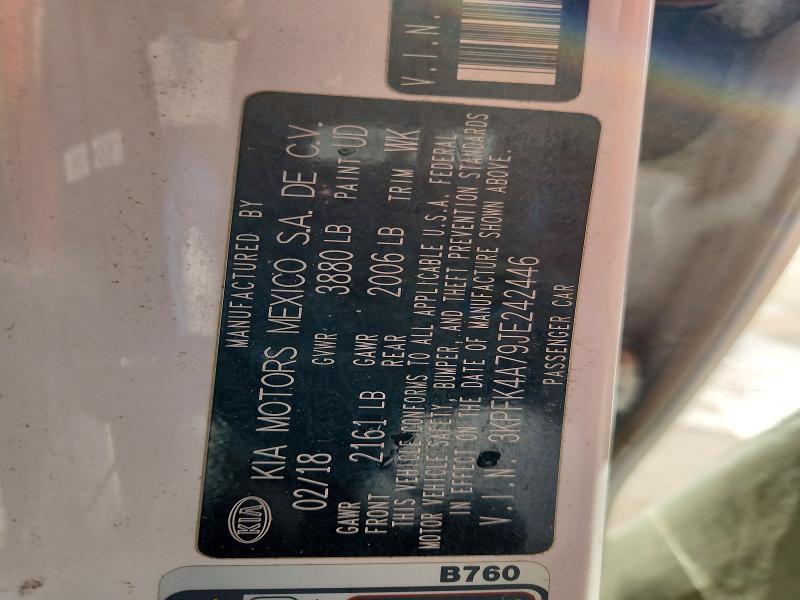 V.I.N.
MANUFACTURED BY
KIA KIA MOTORS MEXICO S.A. DE C.V.
02/18 GVWR 3880 LB PAINT UD
GAWR FRONT 2161 LB GAWR REAR 2006 LB TRIM WK
THIS VEHICLE CONFORMS TO ALL APPLICABLE U.S.A. FEDERAL
MOTOR VEHICLE SAFETY, BUMPER, AND THEFT PREVENTION STANDARDS
IN EFFECT ON THE DATE OF MANUFACTURE SHOWN ABOVE.
V.I.N. 3KPFK4A79JE242446
PASSENGER CAR
B760